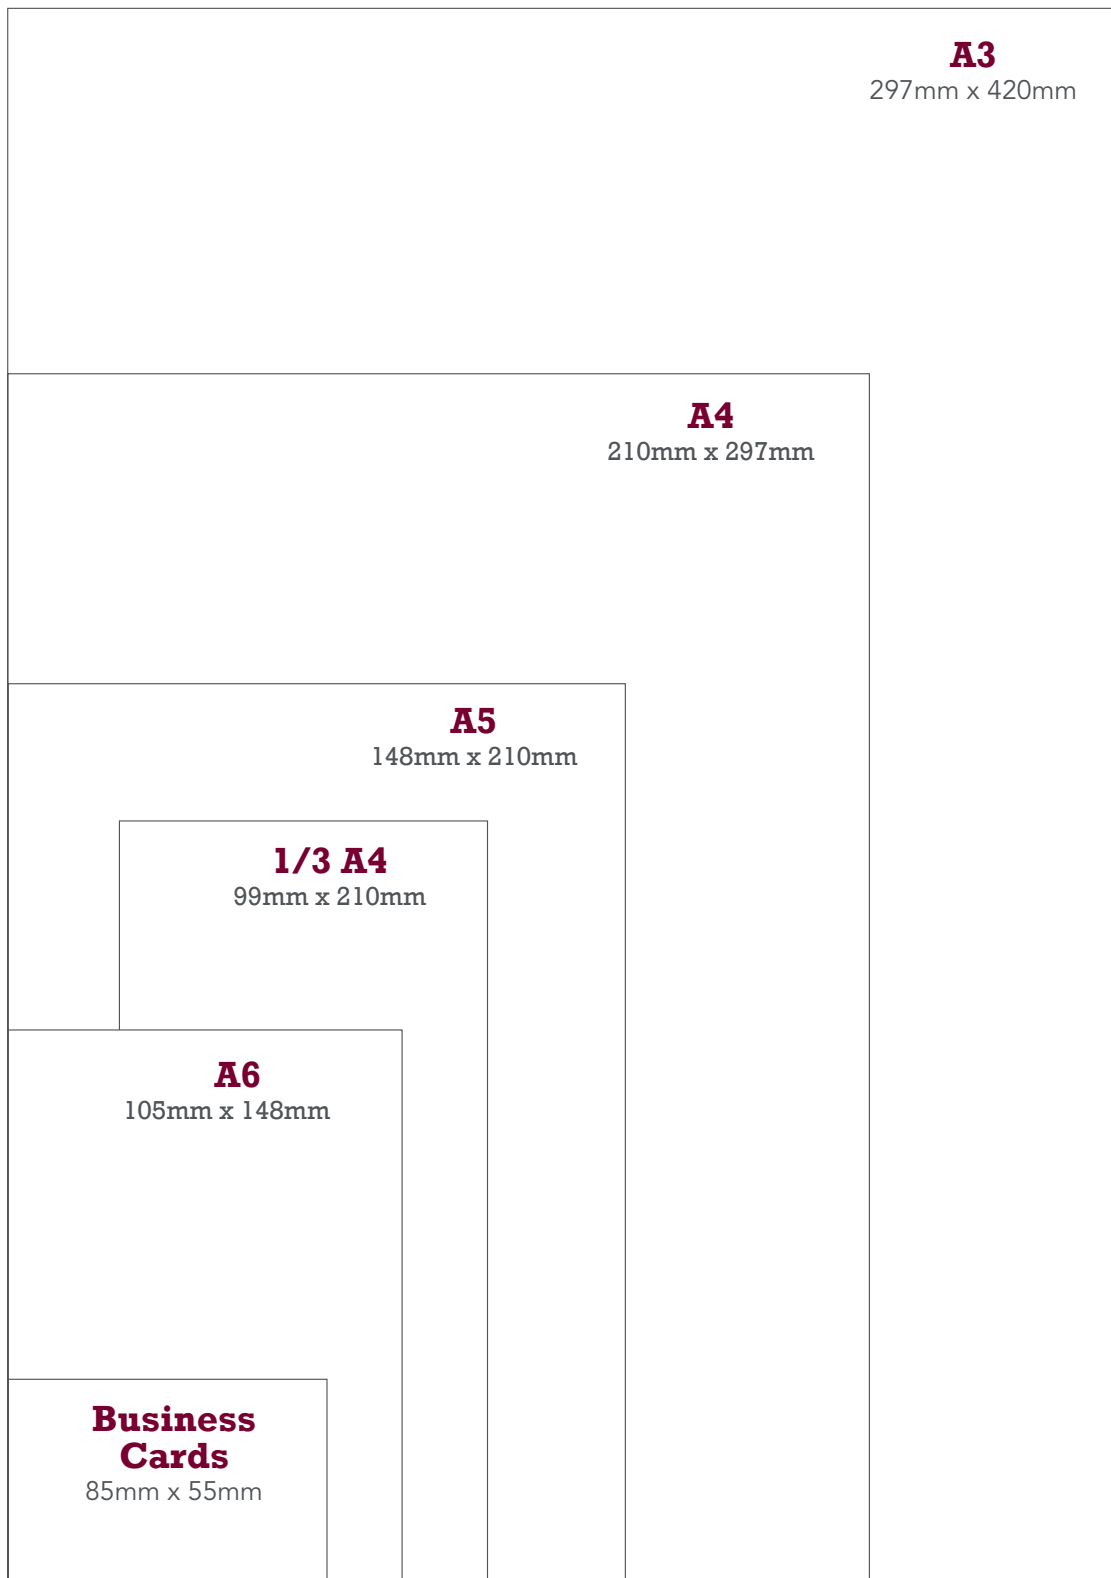 A3
297mm x 420mm
A4
210mm x 297mm
A5
148mm x 210mm
1/3 A4
99mm x 210mm
A6
105mm x 148mm
Business
Cards
85mm x 55mm